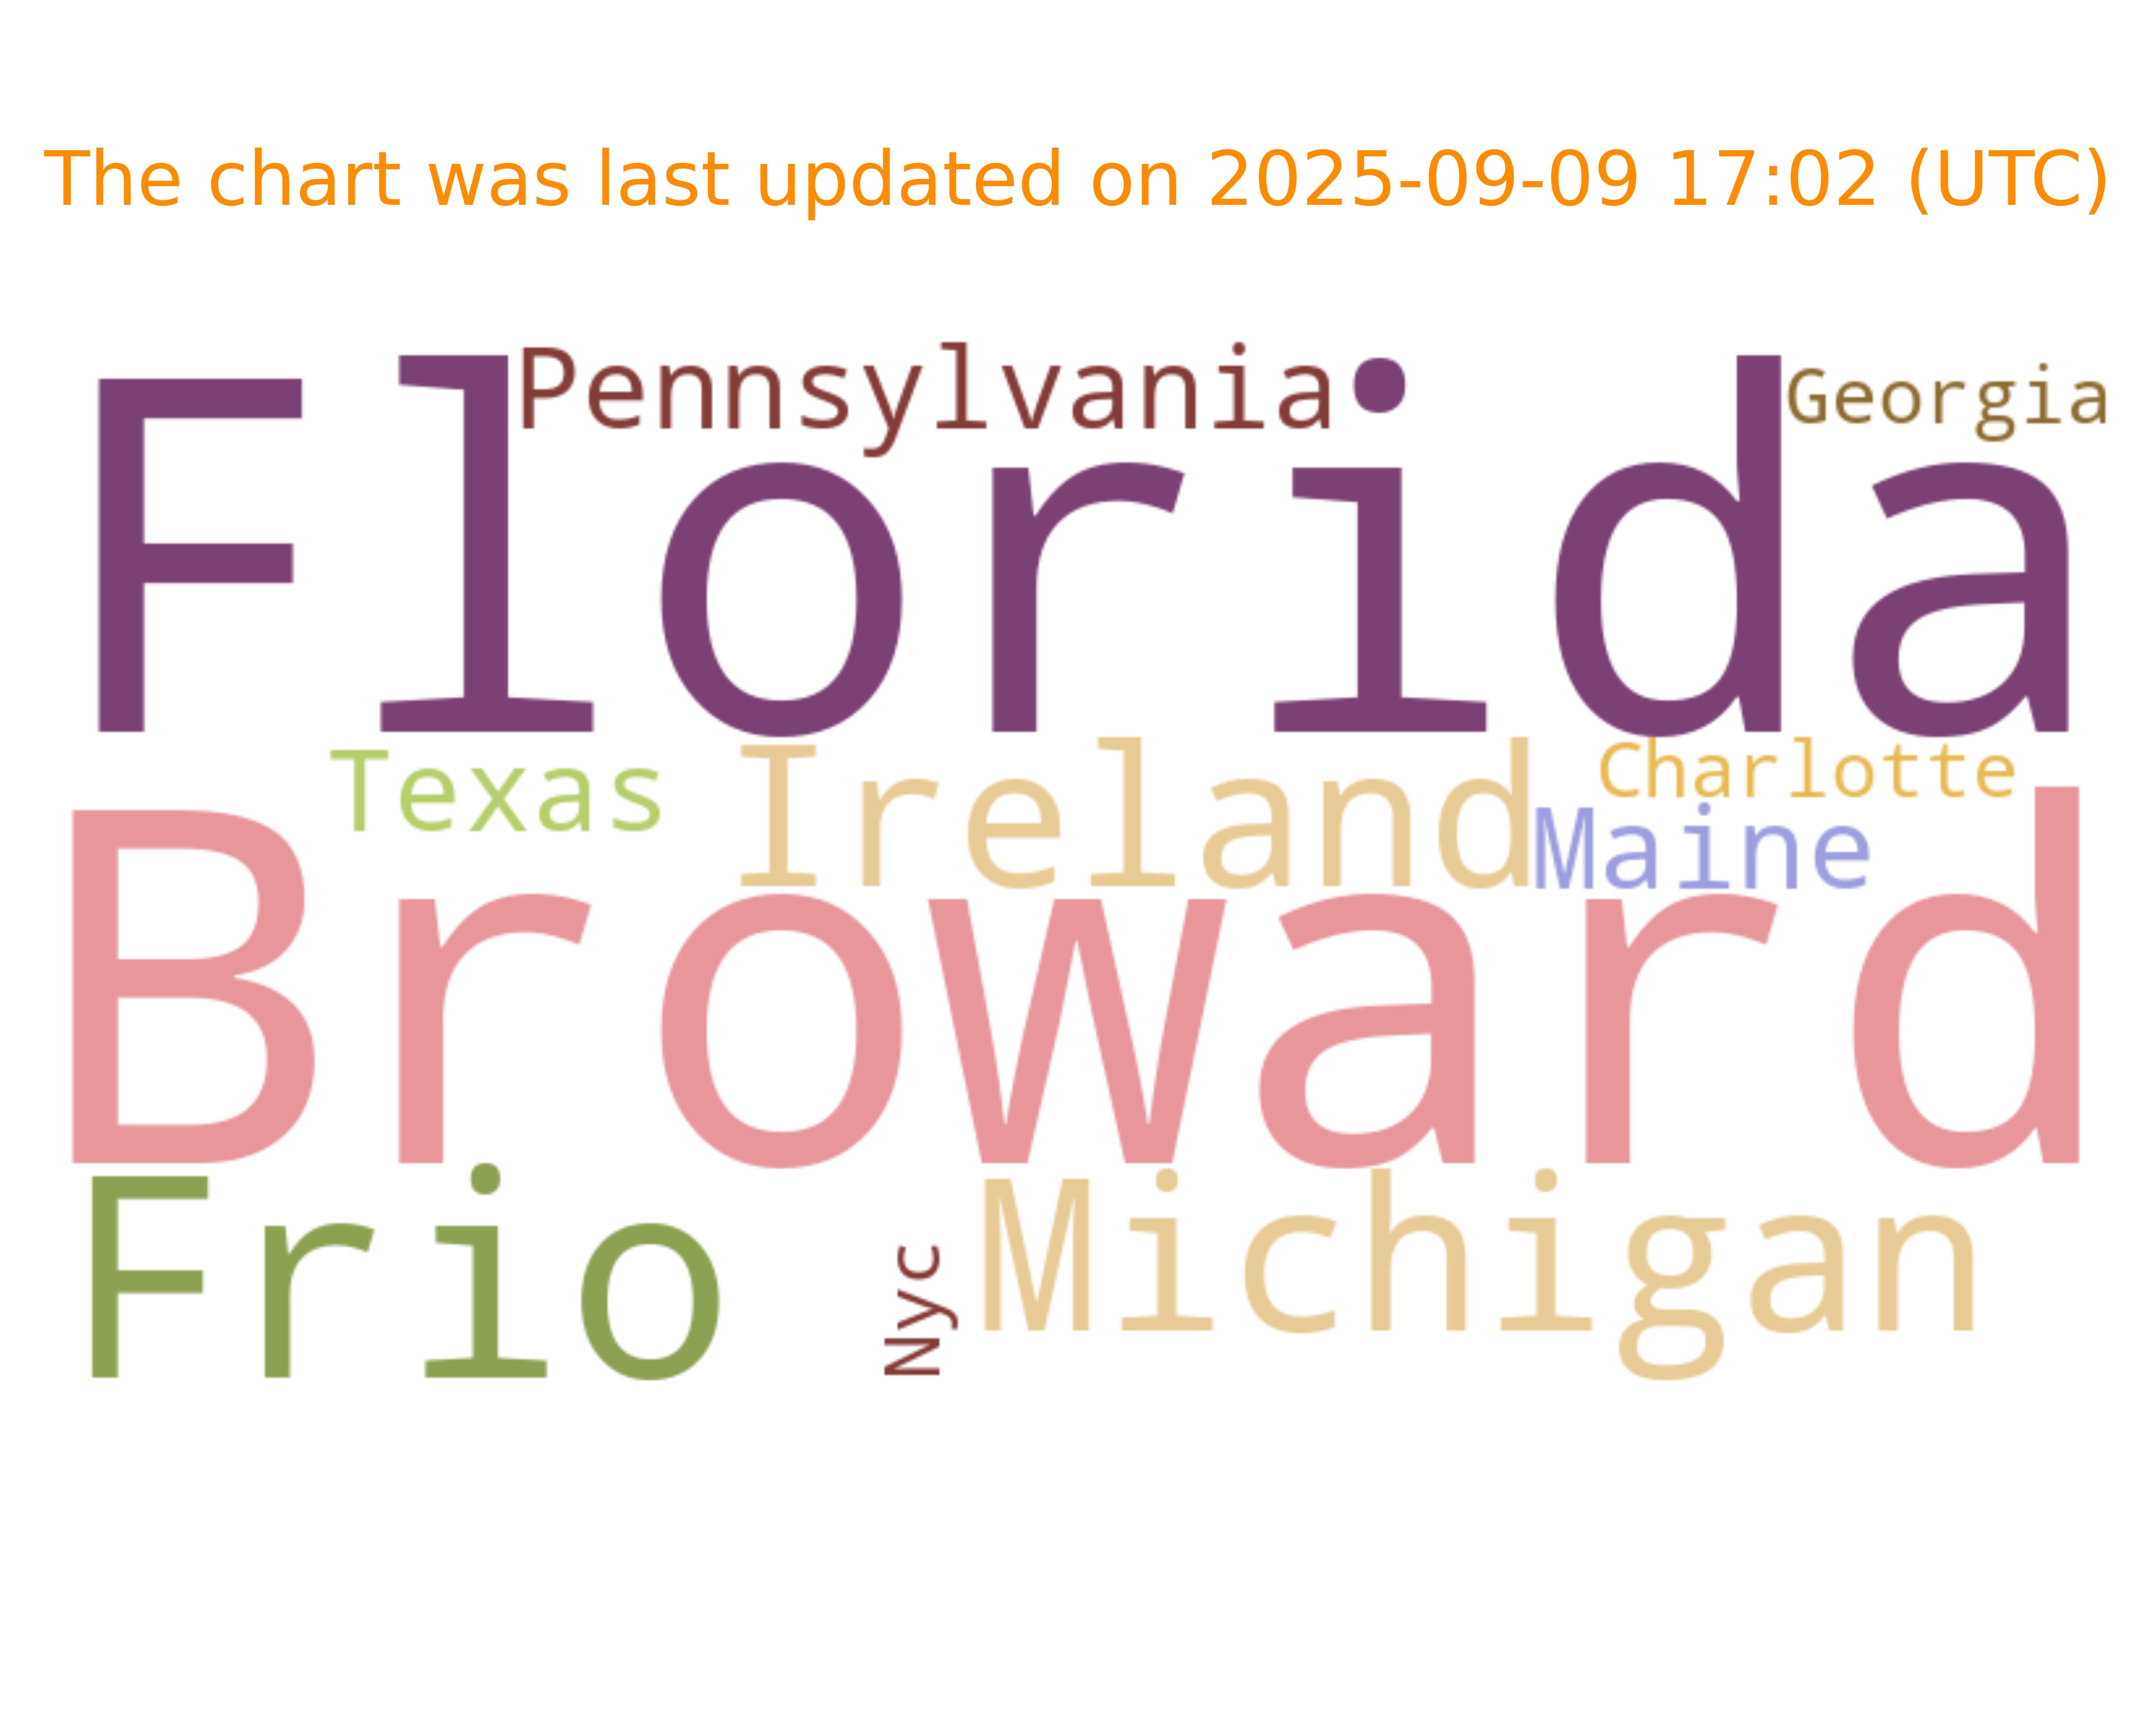 The chart was last updated on 2025-09-09 17:02 (UTC)
Pennsylvania
Georgia
Florida
Texas
Ireland
Charlotte
Maine
Broward
Frio
Nyc
Michigan